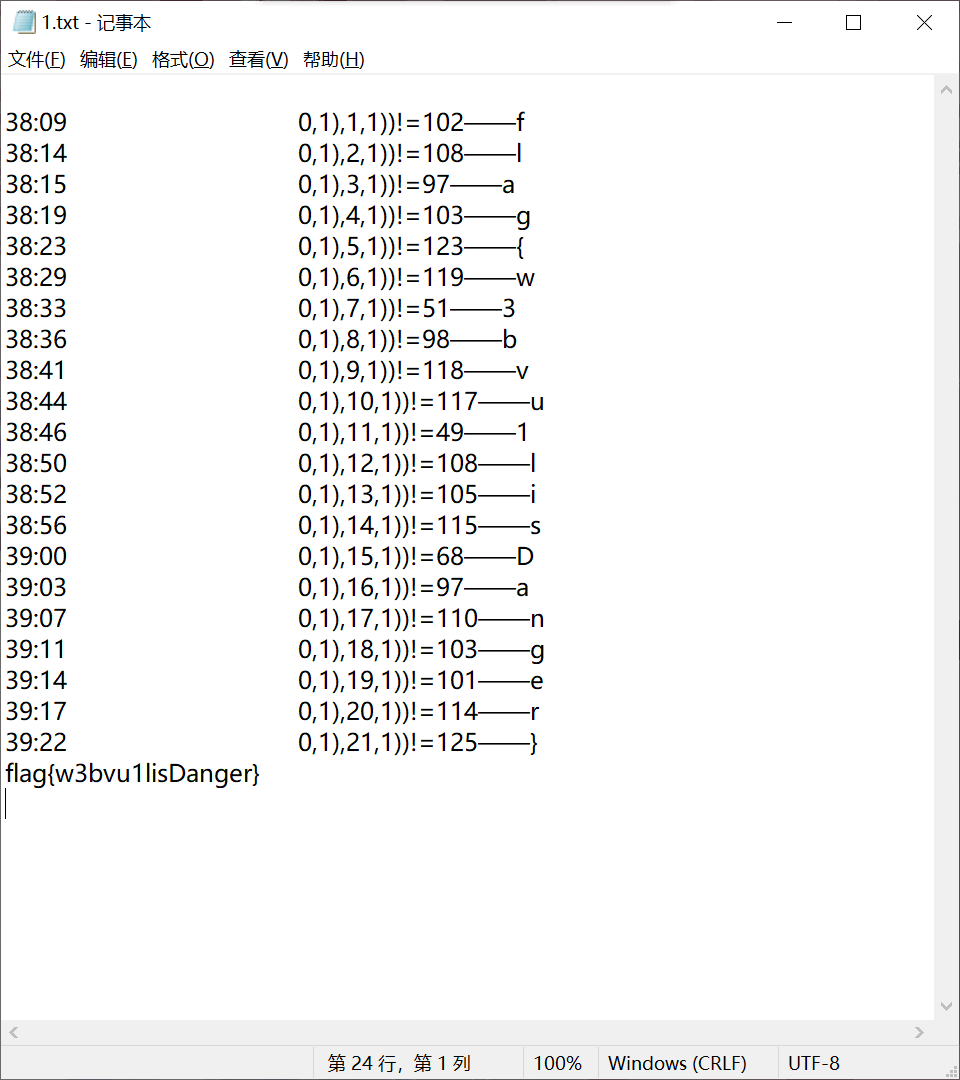 1.txt - 记事本
文件(F) 编辑(E) 格式(O) 查看(V) 帮助(H)
38:09 0,1),1,1))!=102——f
38:14 0,1),2,1))!=108——l
38:15 0,1),3,1))!=97——a
38:19 0,1),4,1))!=103——g
38:23 0,1),5,1))!=123——{
38:29 0,1),6,1))!=119——w
38:33 0,1),7,1))!=51——3
38:36 0,1),8,1))!=98——b
38:41 0,1),9,1))!=118——v
38:44 0,1),10,1))!=117——u
38:46 0,1),11,1))!=49——1
38:50 0,1),12,1))!=108——l
38:52 0,1),13,1))!=105——i
38:56 0,1),14,1))!=115——s
39:00 0,1),15,1))!=68——D
39:03 0,1),16,1))!=97——a
39:07 0,1),17,1))!=110——n
39:11 0,1),18,1))!=103——g
39:14 0,1),19,1))!=101——e
39:17 0,1),20,1))!=114——r
39:22 0,1),21,1))!=125——}
flag{w3bvu1lisDanger}
第 24 行，第 1 列 100% Windows (CRLF) UTF-8